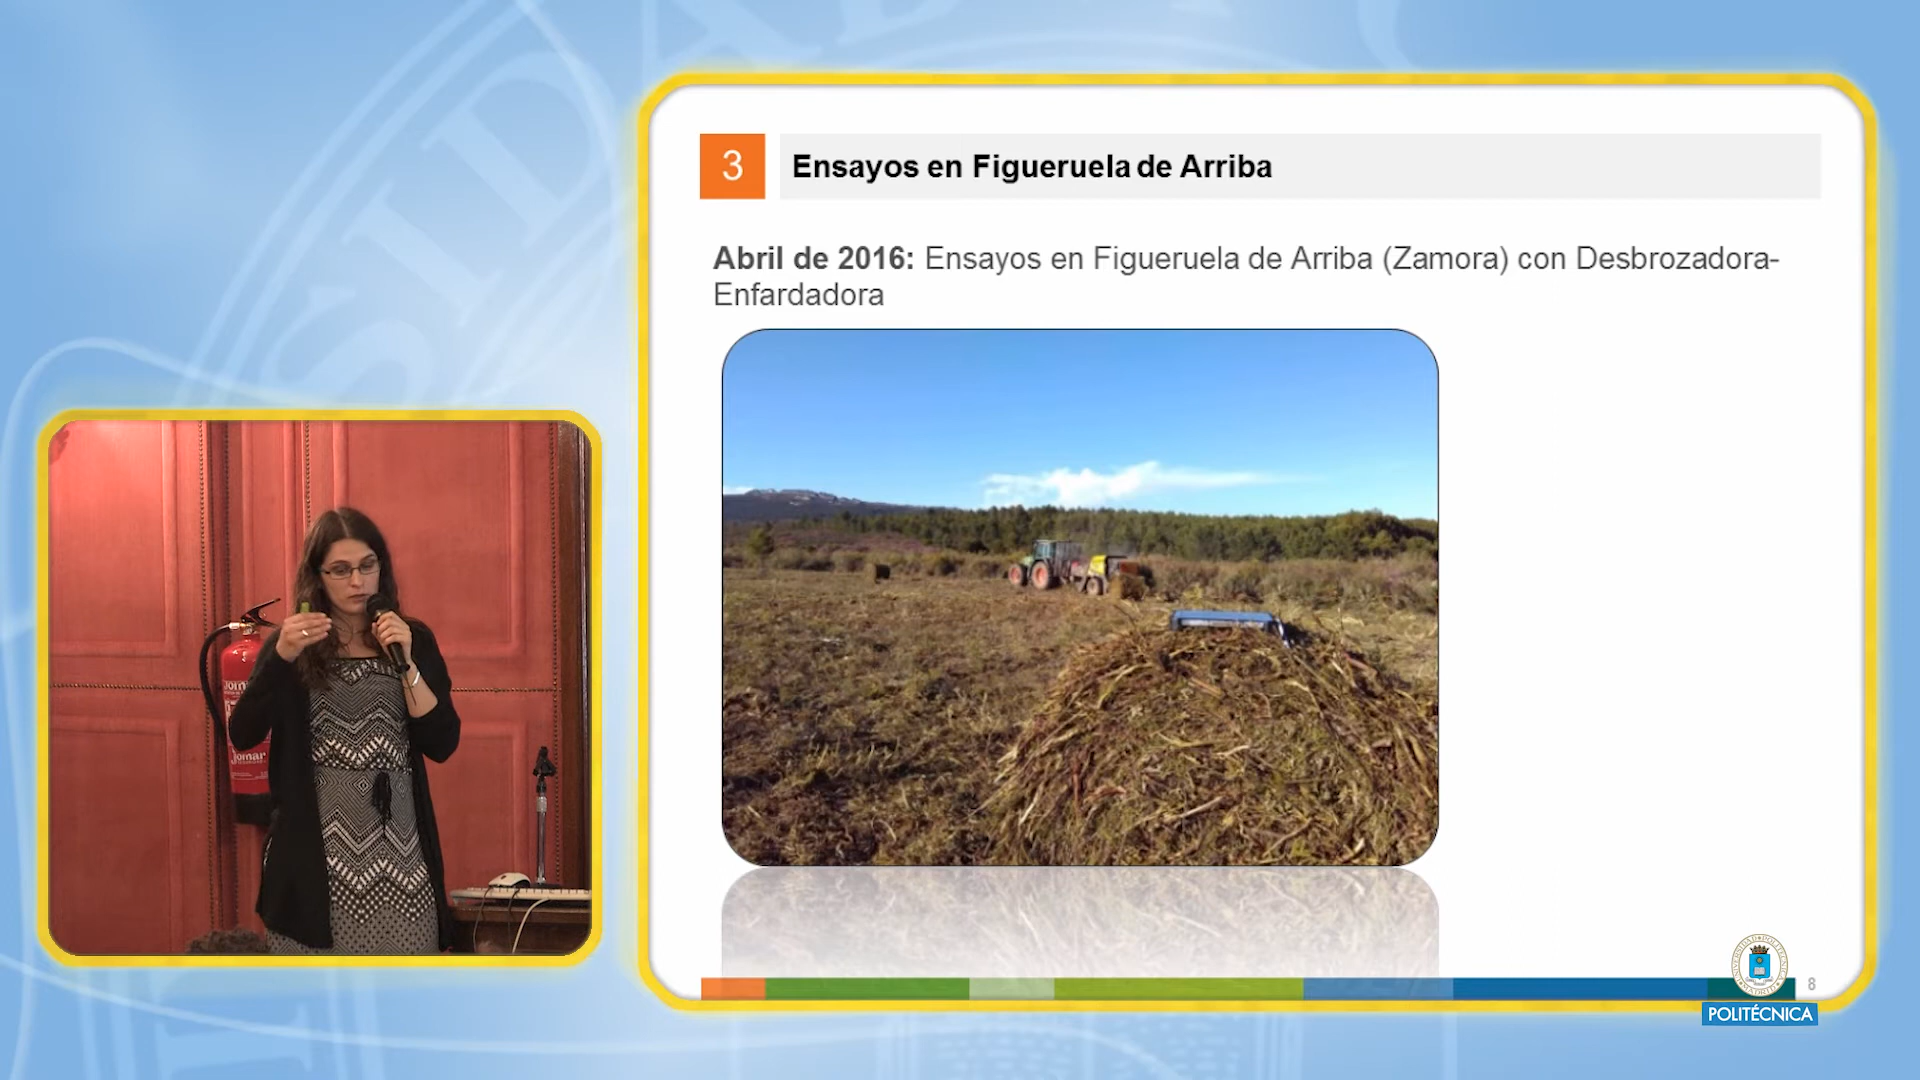 3
Ensayos en Figueruela de Arriba
Abril de 2016: Ensayos en Figueruela de Arriba (Zamora) con Desbrozadora-
Enfardadora
8
POLITÉCNICA